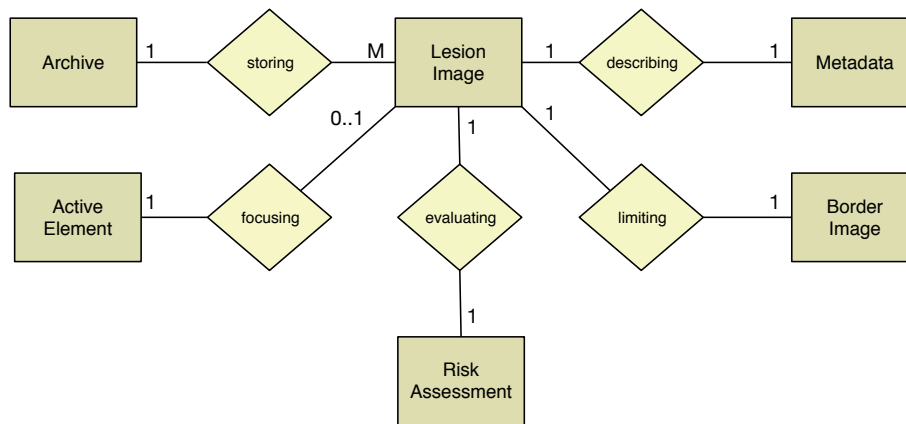 Archive
1
storing
M
Lesion
Image
1
describing
1
Metadata
0..1
1
1
Active
Element
1
focusing
evaluating
limiting
1
Border
Image
1
Risk
Assessment